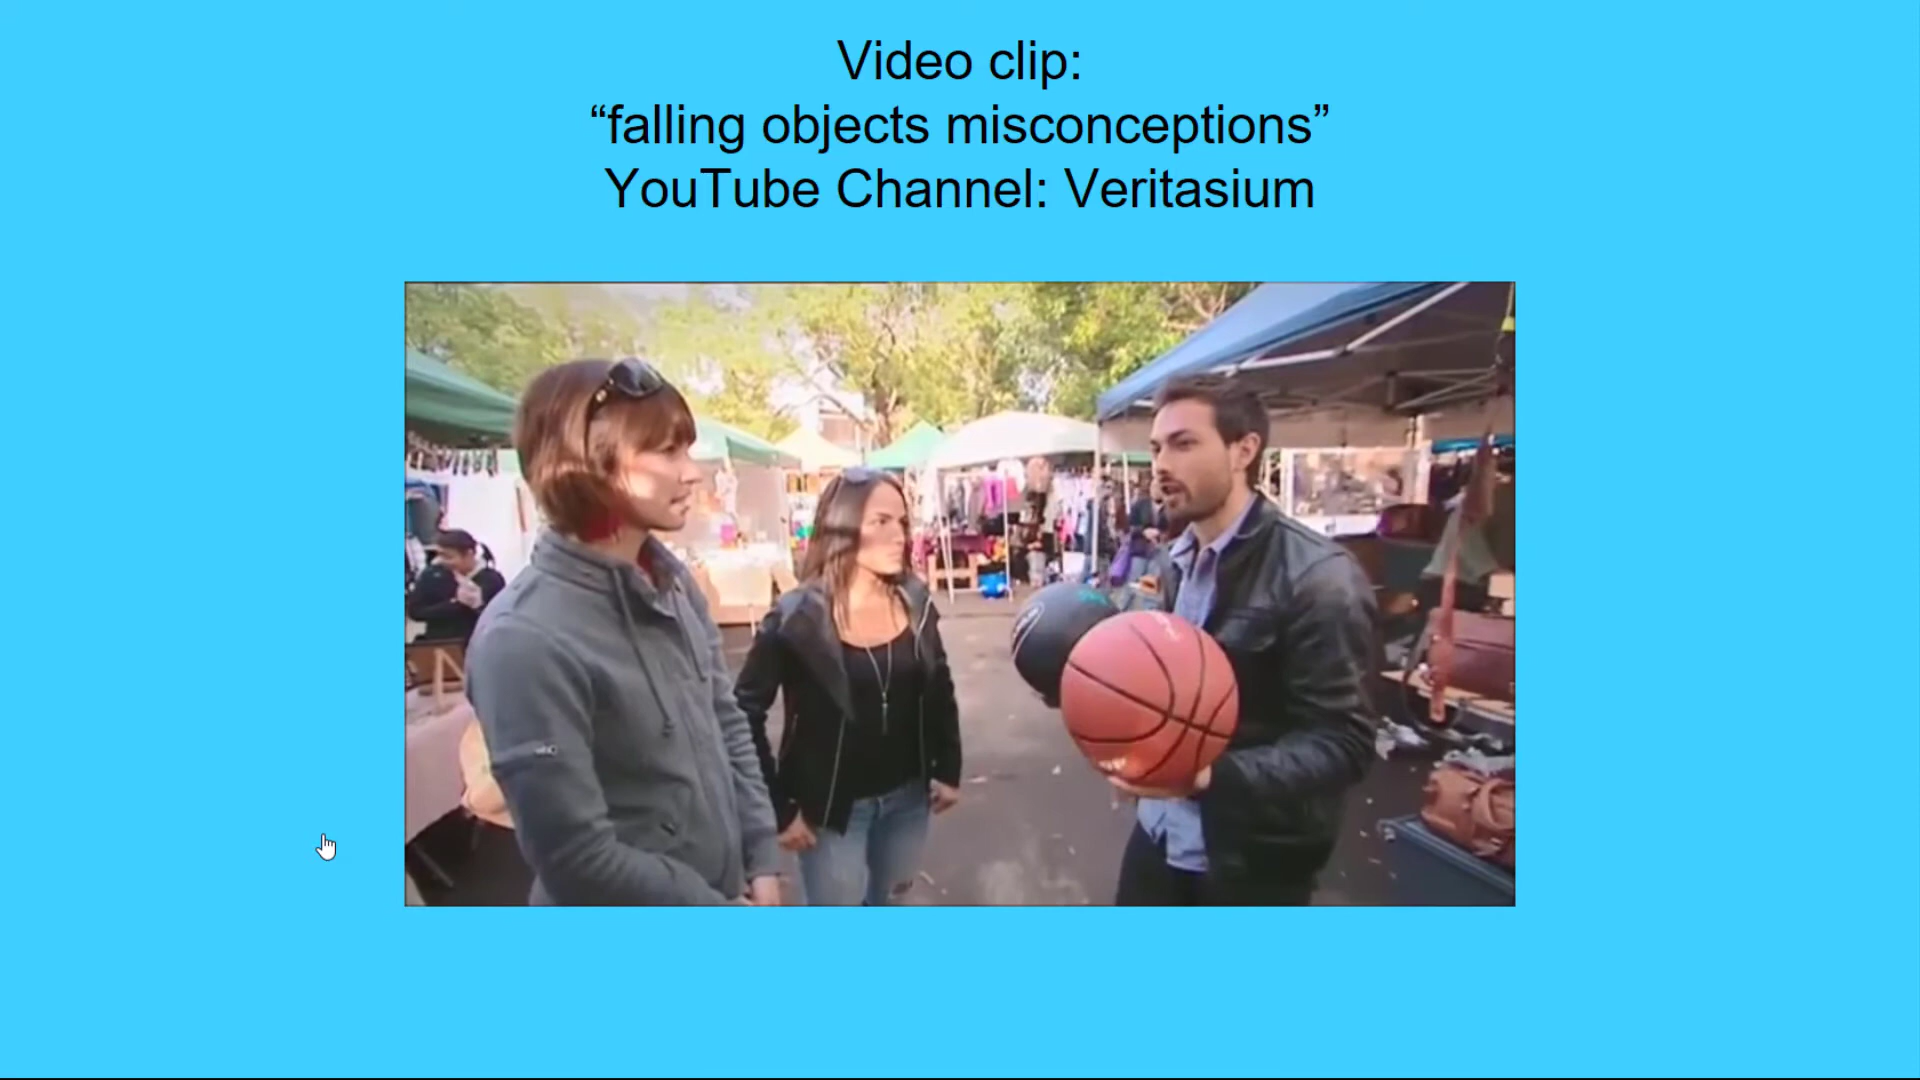 Video clip:
“falling objects misconceptions”
YouTube Channel: Veritasium